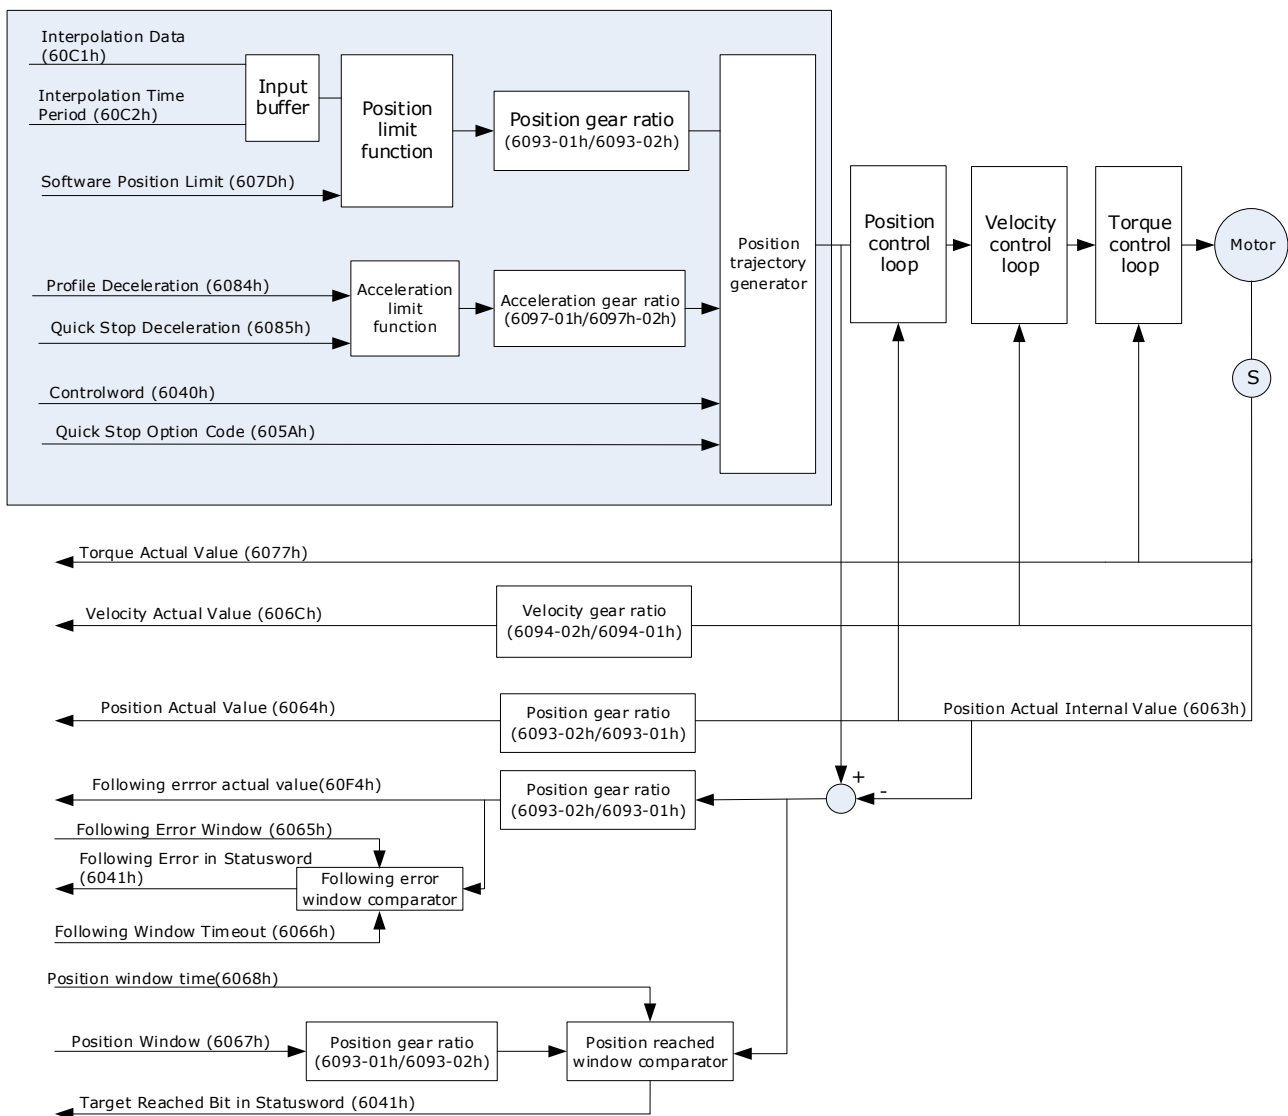 Interpolation Data
(60C1h)
Interpolation Time
Period (60C2h)
Input
buffer
Position
limit
function
Position gear ratio
(6093-01h/6093-02h)
Software Position Limit (607Dh)
Profile Deceleration (6084h)
Quick Stop Deceleration (6085h)
Acceleration
limit
function
Acceleration gear ratio
(6097-01h/6097h-02h)
Controlword (6040h)
Quick Stop Option Code (605Ah)
Position
trajectory
generator
Position
control
loop
Velocity
control
loop
Torque
control
loop
Motor
S
Torque Actual Value (6077h)
Velocity Actual Value (606Ch)
Velocity gear ratio
(6094-02h/6094-01h)
Position Actual Value (6064h)
Position gear ratio
(6093-02h/6093-01h)
Position Actual Internal Value (6063h)
Following errror actual value(60F4h)
Position gear ratio
(6093-02h/6093-01h)
+
-
Following Error Window (6065h)
Following Error in Statusword
(6041h)
Following error
window comparator
Following Window Timeout (6066h)
Position window time(6068h)
Position Window (6067h)
Position gear ratio
(6093-01h/6093-02h)
Position reached
window comparator
Target Reached Bit in Statusword (6041h)